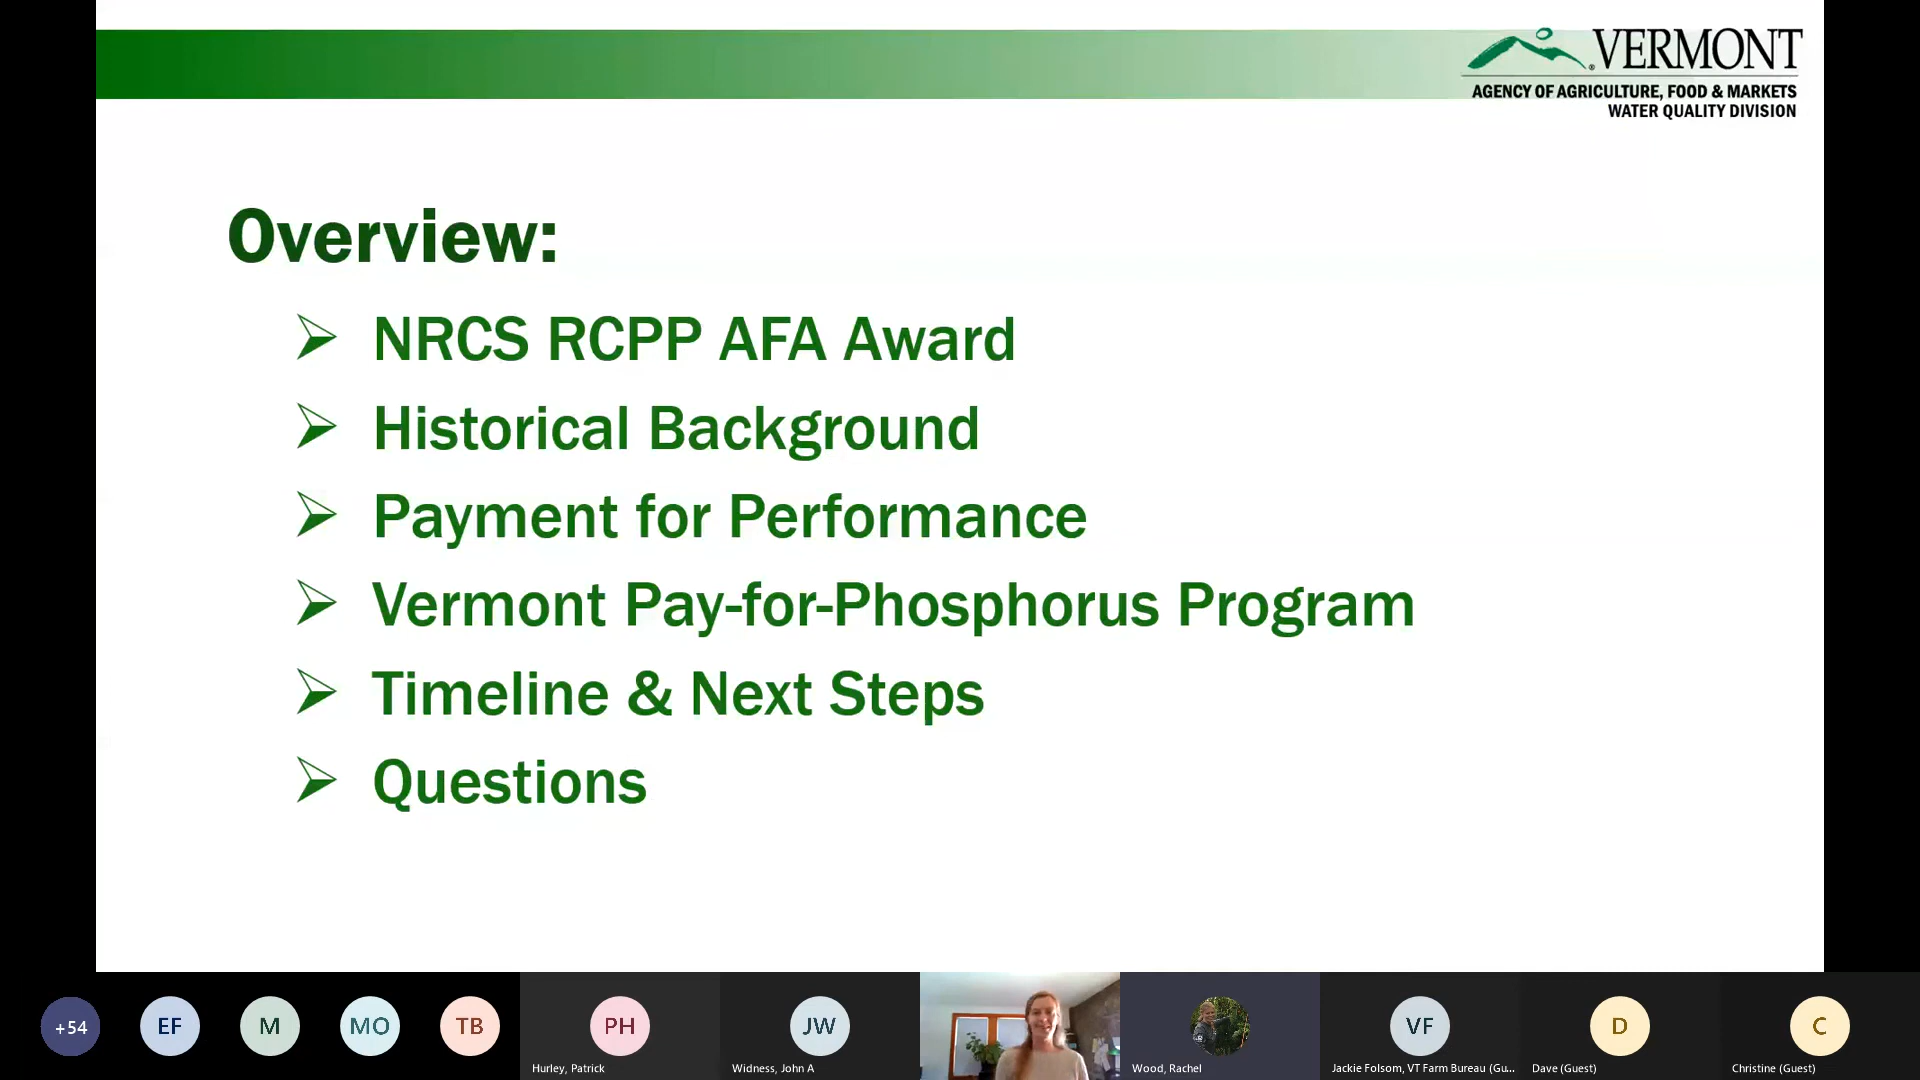 VERMONT
AGENCY OF AGRICULTURE, FOOD & MARKETS
WATER QUALITY DIVISION
Overview:
NRCS RCPP AFA Award
Historical Background
Payment for Performance
Vermont Pay-for-Phosphorus Program
Timeline & Next Steps
Questions
+54
EF
M
MO
TB
PH
JW
VF
D
C
Hurley, Patrick
Widness, John A
Wood, Rachel
Jackie Folsom, VT Farm Bureau (Gu...
Dave (Guest)
Christine (Guest)